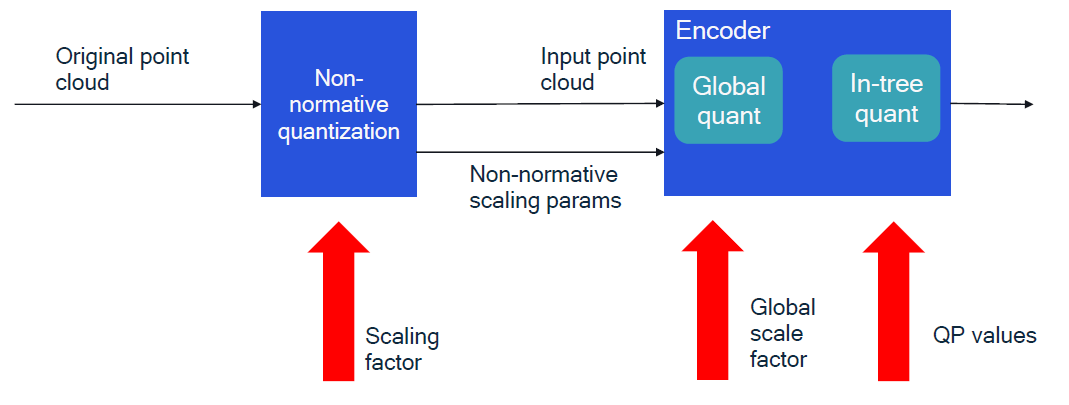 Original point
cloud
Non-
normative
quantization
Input point
cloud
Non-normative
scaling params
Encoder
Global
quant
In-tree
quant
Scaling
factor
Global
scale
factor
QP values